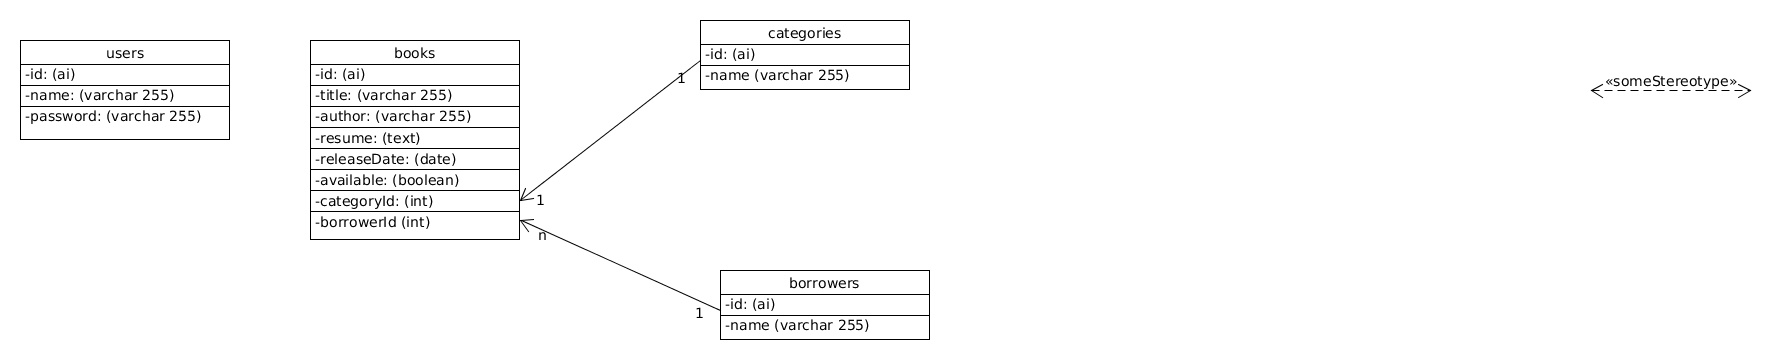 users
-id: (ai)
-name: (varchar 255)
-password: (varchar 255)
books
-id: (ai)
-title: (varchar 255)
-author: (varchar 255)
-resume: (text)
-releaseDate: (date)
-available: (boolean)
-categoryId: (int)
-borrowerId (int)
categories
-id: (ai)
-name (varchar 255)
1
1
n
1
borrowers
-id: (ai)
-name (varchar 255)
«someStereotype»